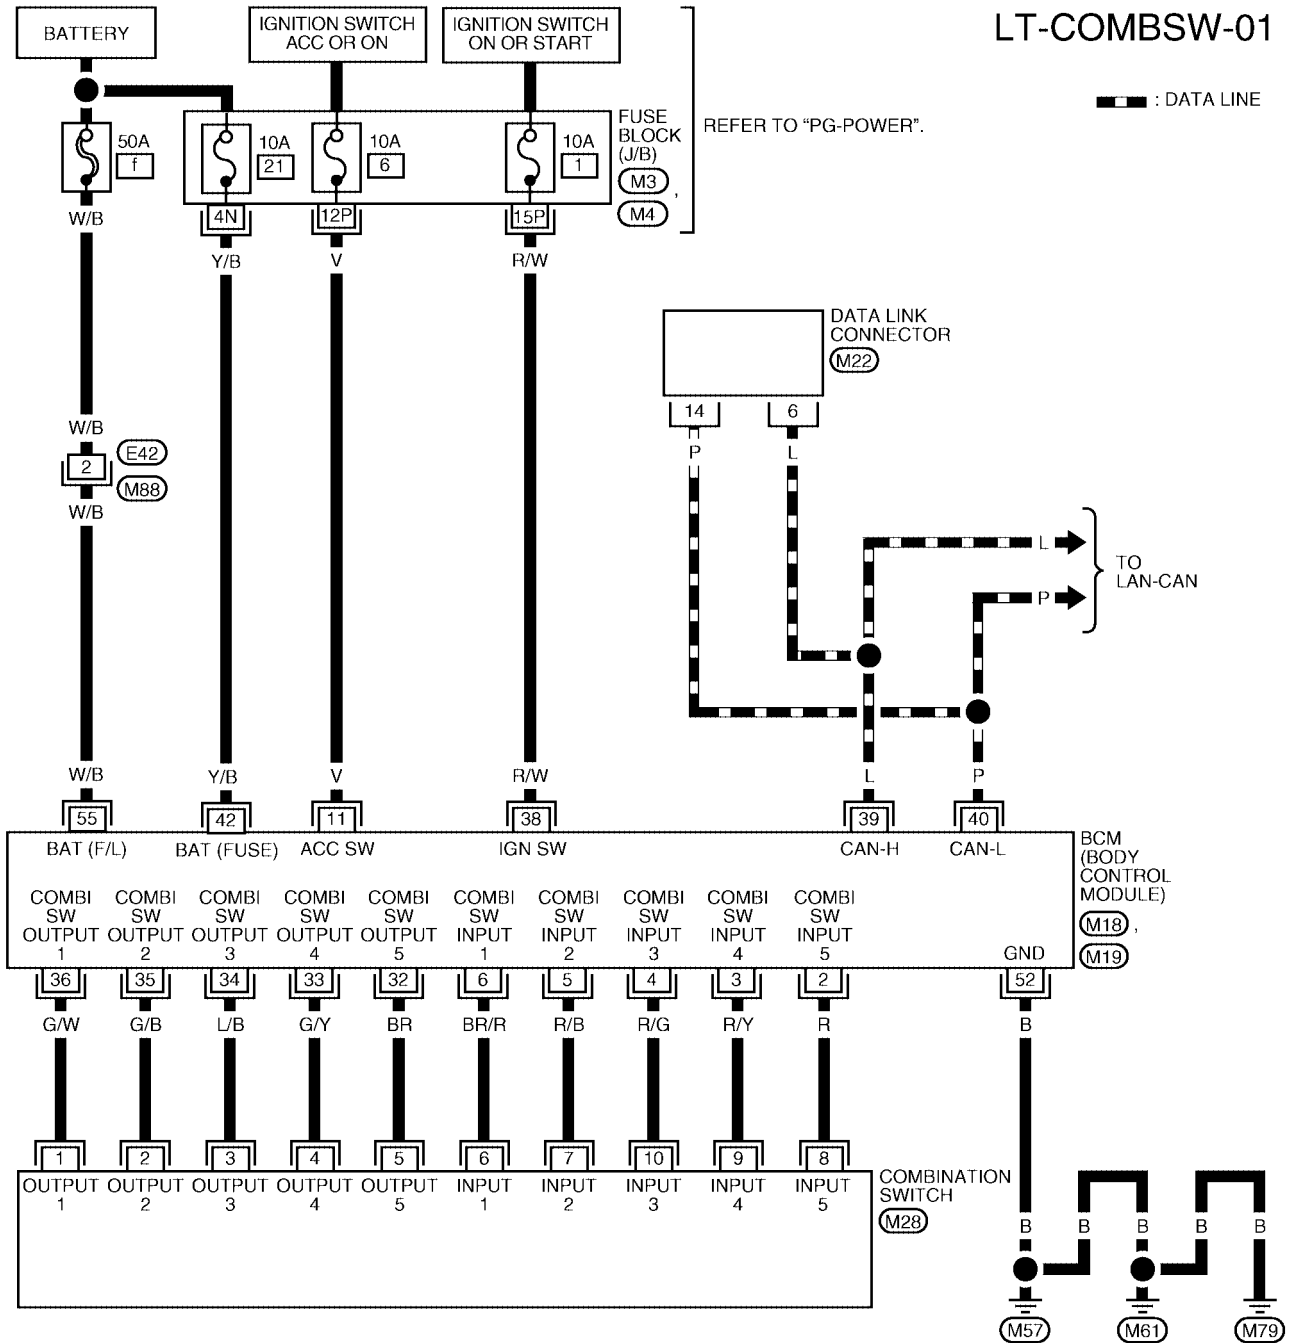 LT-COMBSW-01
BATTERY
IGNITION SWITCH
ACC OR ON
IGNITION SWITCH
ON OR START
: DATA LINE
50A
f
10A
21
10A
6
10A
1
FUSE
BLOCK
(J/B)
M3 ,
M4
REFER TO “PG-POWER”.
4N
12P
15P
W/B
Y/B
V
R/W
DATA LINK
CONNECTOR
M22
14
6
P
L
W/B
2
E42
M88
W/B
L
P
TO
LAN-CAN
W/B
Y/B
V
R/W
L
P
55
42
11
38
39
40
BAT (F/L)
BAT (FUSE)
ACC SW
IGN SW
CAN-H
CAN-L
BCM
(BODY
CONTROL
MODULE)
M18 ,
M19
COMBI
SW
OUTPUT
1
COMBI
SW
OUTPUT
2
COMBI
SW
OUTPUT
3
COMBI
SW
OUTPUT
4
COMBI
SW
OUTPUT
5
COMBI
SW
INPUT
1
COMBI
SW
INPUT
2
COMBI
SW
INPUT
3
COMBI
SW
INPUT
4
COMBI
SW
INPUT
5
GND
36
35
34
33
32
6
5
4
3
2
52
G/W
G/B
L/B
G/Y
BR
BR/R
R/B
R/G
R/Y
R
B
1
2
3
4
5
6
7
10
9
8
OUTPUT
1
OUTPUT
2
OUTPUT
3
OUTPUT
4
OUTPUT
5
INPUT
1
INPUT
2
INPUT
3
INPUT
4
INPUT
5
COMBINATION
SWITCH
M28
B
B
B
B
B
M57
M61
M79